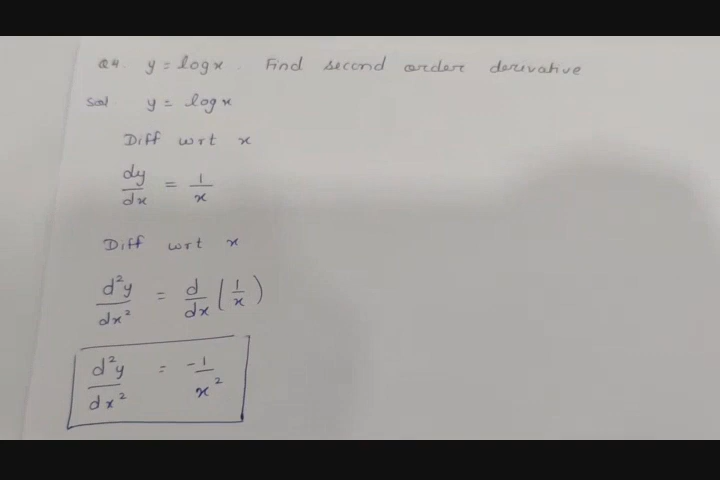 Q4. y = log x. Find second order derivative
Sol. y = log x
Diff wrt x
dy/dx = 1/x
Diff wrt x
d²y/dx² = d/dx (1/x)
d²y/dx² = -1/x²